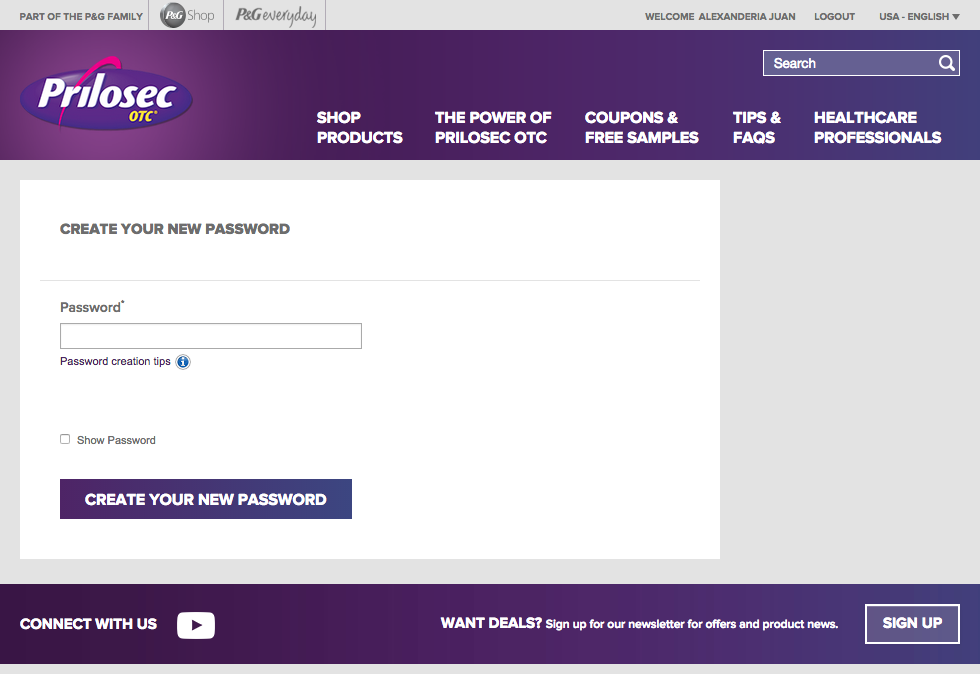 PART OF THE P&G FAMILY
P&G Shop
P&G everyday
WELCOME ALEXANDERIA JUAN
LOGOUT
USA - ENGLISH
Prilosec
OTC
Search
SHOP
PRODUCTS
THE POWER OF
PRILOSEC OTC
COUPONS &
FREE SAMPLES
TIPS &
FAQS
HEALTHCARE
PROFESSIONALS
CREATE YOUR NEW PASSWORD
Password*
Password creation tips
Show Password
CREATE YOUR NEW PASSWORD
CONNECT WITH US
WANT DEALS? Sign up for our newsletter for offers and product news.
SIGN UP